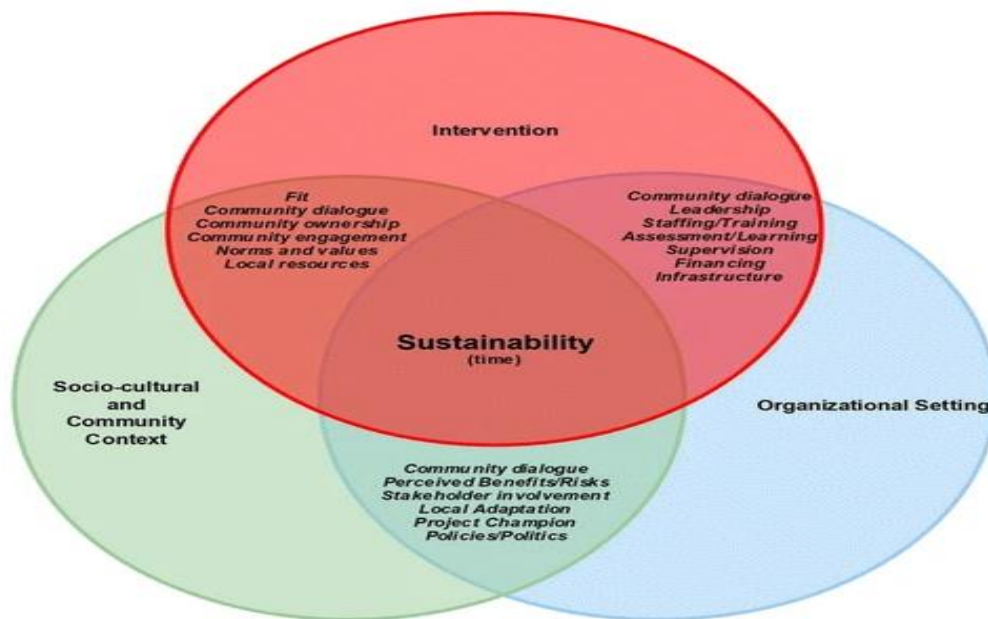 Intervention
Fit
Community dialogue
Community ownership
Community engagement
Norms and values
Local resources
Community dialogue
Leadership
Staffing/Training
Assessment/Learning
Supervision
Financing
Infrastructure
Sustainability
(time)
Socio-cultural
and
Community
Context
Organizational Setting
Community dialogue
Perceived Benefits/Risks
Stakeholder involvement
Local Adaptation
Project Champion
Policies/Politics